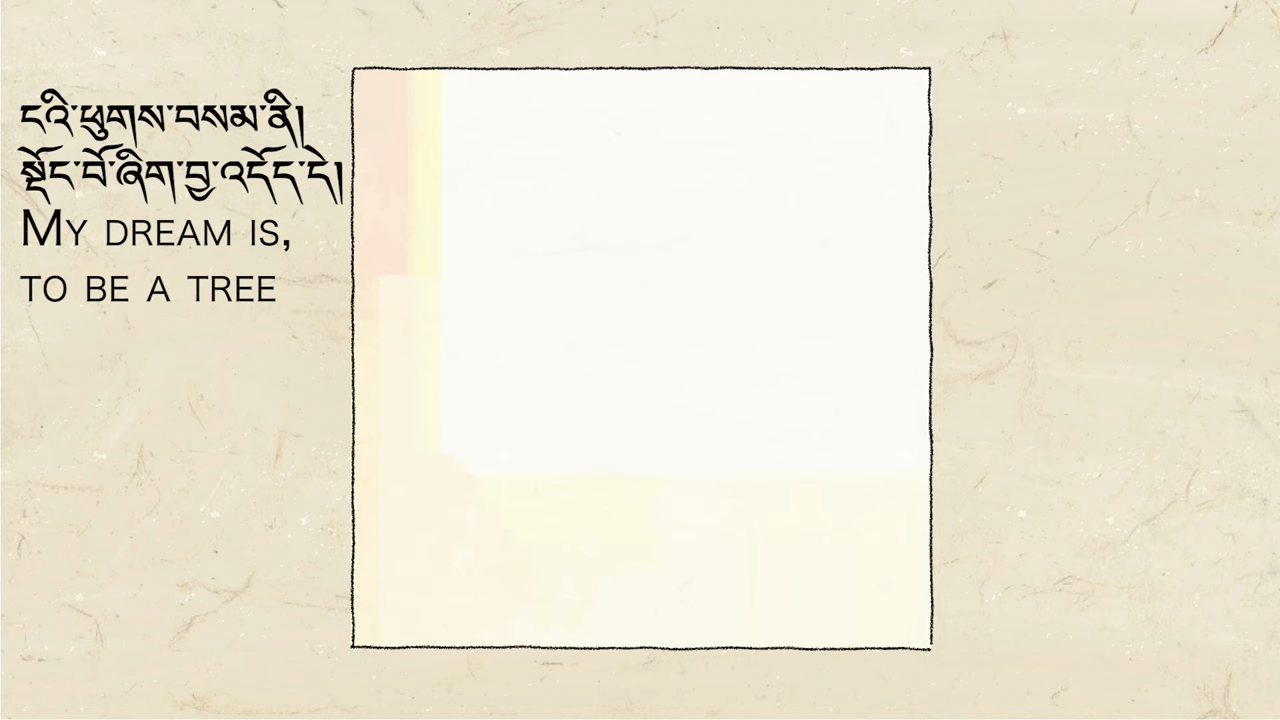 ངའི་ཕུགས་བསམ་ནི།
སྡོང་བོ་ཞིག་བྱ་འདོད་དེ།
My dream is,
to be a tree